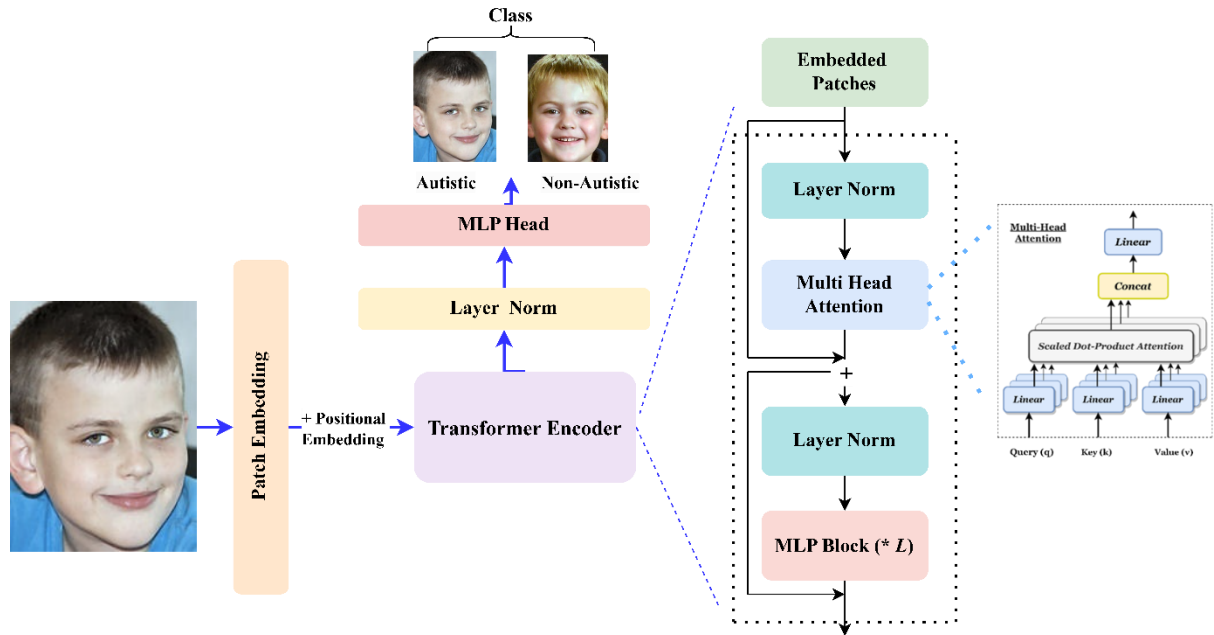 Class
Autistic
Non-Autistic
MLP Head
Layer Norm
Patch Embedding
+ Positional
Embedding
Transformer Encoder
Embedded
Patches
Layer Norm
Multi Head
Attention
+
Layer Norm
MLP Block (* L)
Multi-Head
Attention
Linear
Concat
Scaled Dot-Product Attention
Linear
Linear
Linear
Query (q)
Key (k)
Value (v)